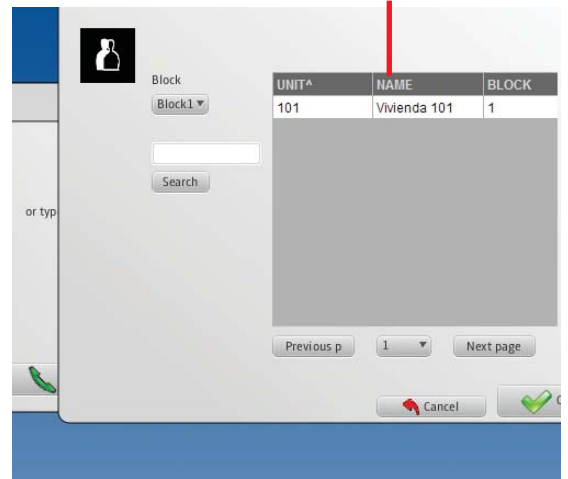 Block
Block1
UNIT^ NAME BLOCK
101 Vivienda 101 1
Search
or typ
Previous p 1 Next page
Cancel